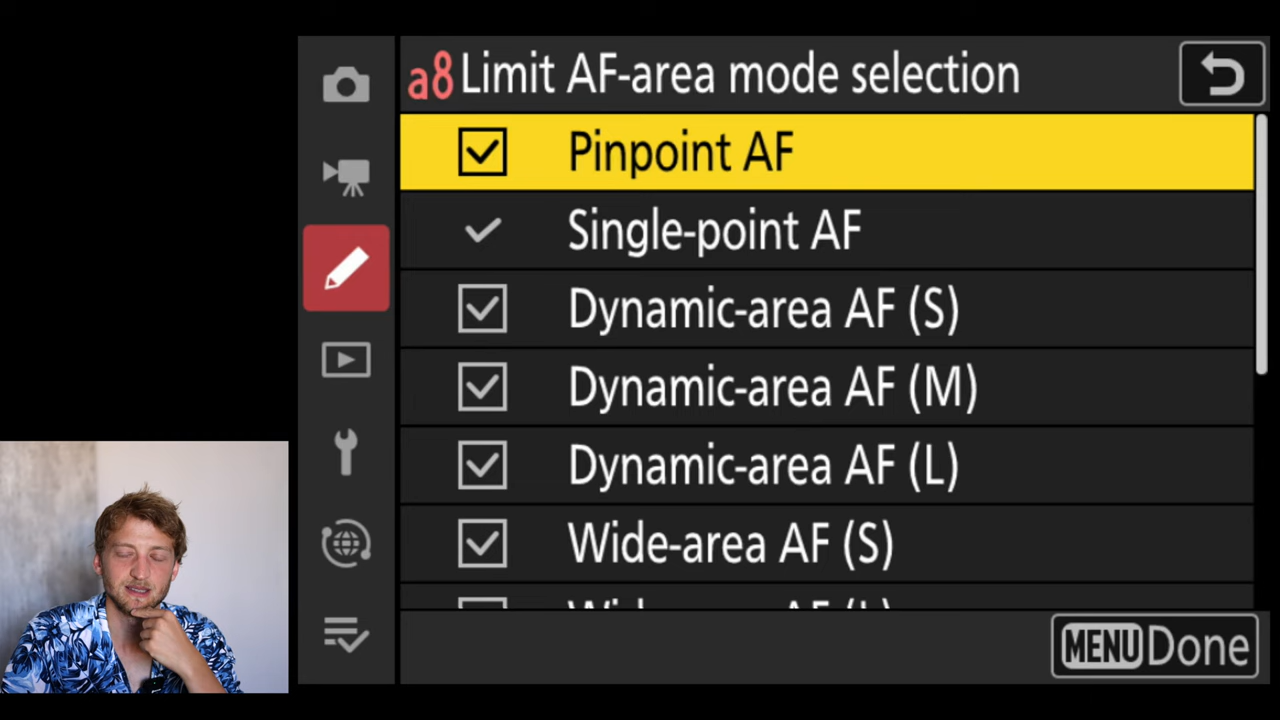 a8 Limit AF-area mode selection
Pinpoint AF
Single-point AF
Dynamic-area AF (S)
Dynamic-area AF (M)
Dynamic-area AF (L)
Wide-area AF (S)
MENU Done